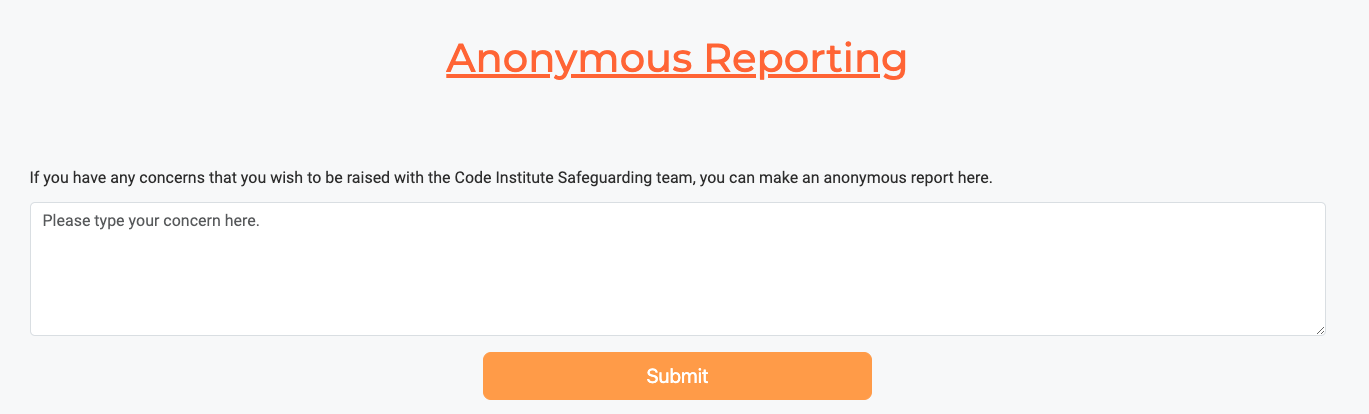 Anonymous Reporting
If you have any concerns that you wish to be raised with the Code Institute Safeguarding team, you can make an anonymous report here.
Please type your concern here.
Submit